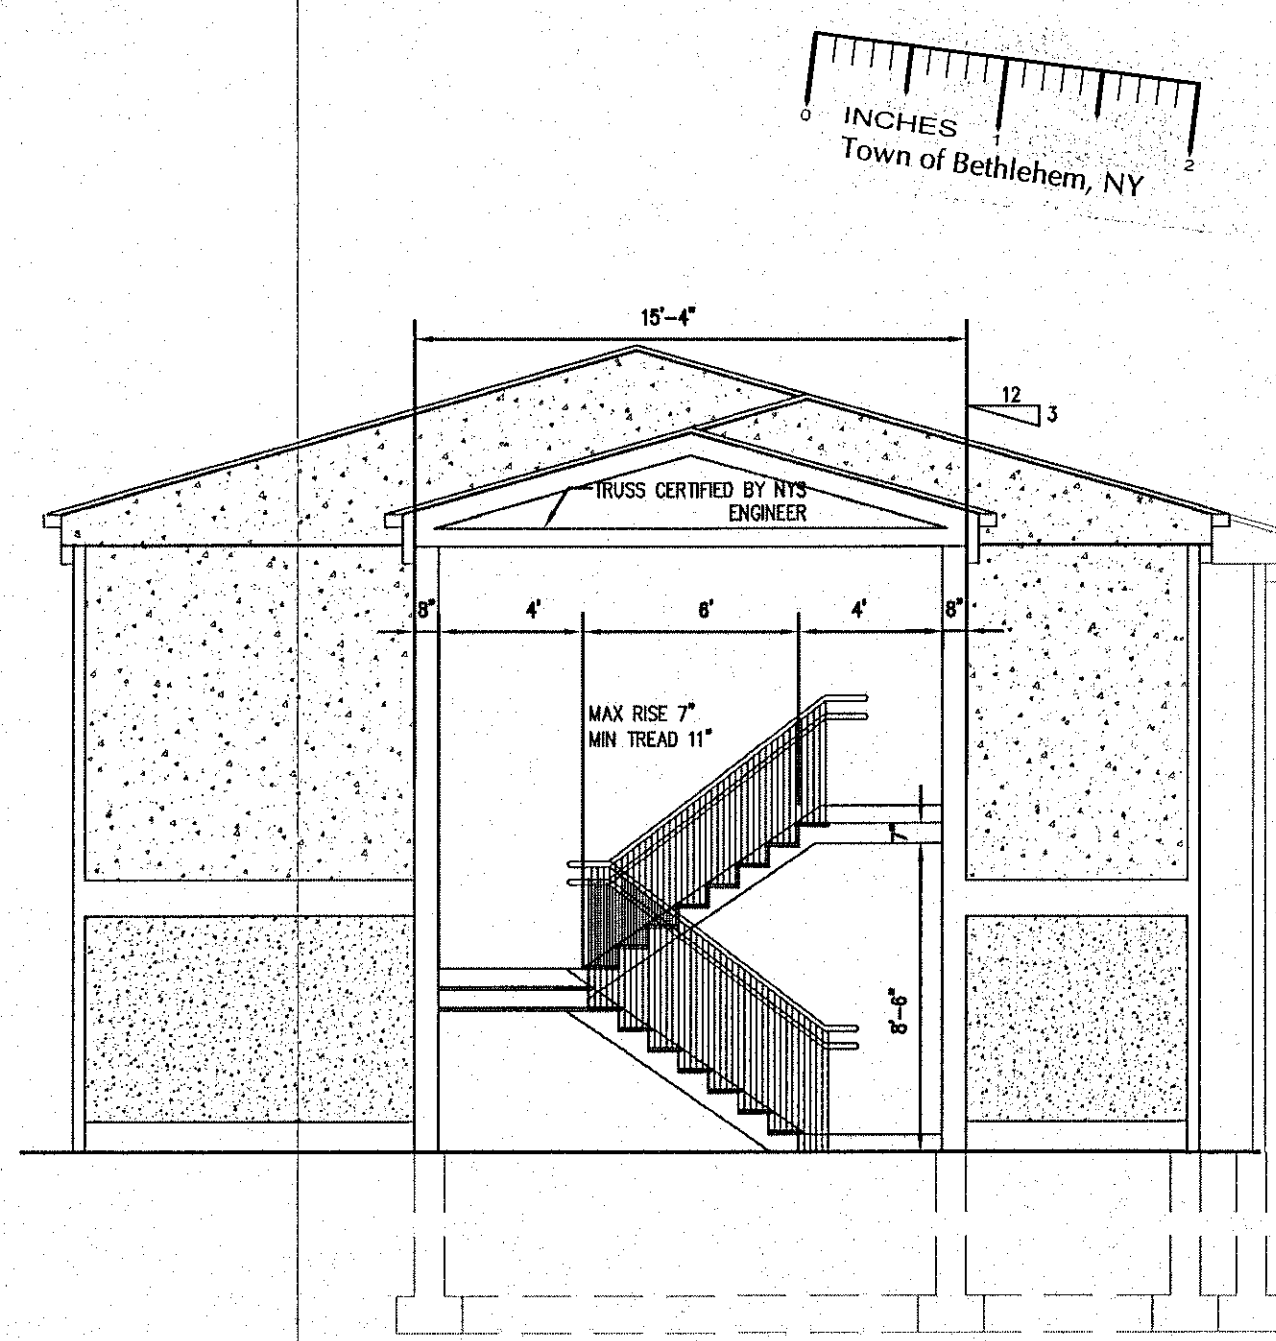 0 1 2
INCHES
Town of Bethlehem, NY
15'-4"
12
3
TRUSS CERTIFIED BY NYS
ENGINEER
8" 4' 6' 4' 8"
MAX RISE 7"
MIN TREAD 11"
7"
8'-6"